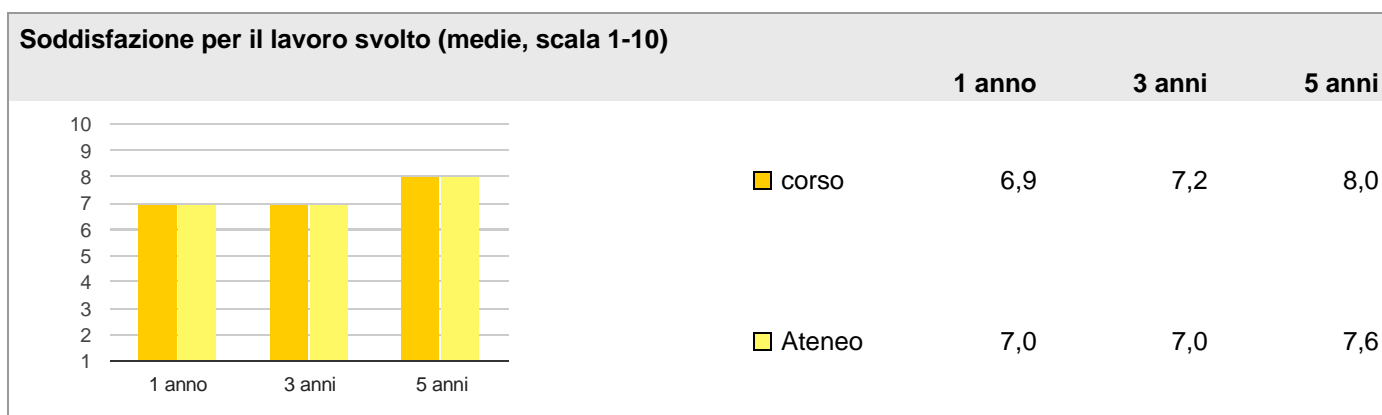 Soddisfazione per il lavoro svolto (medie, scala 1-10)
1 anno 3 anni 5 anni
10
9
8
7
6
5
4
3
2
1
1 anno 3 anni 5 anni
corso 6,9 7,2 8,0
Ateneo 7,0 7,0 7,6